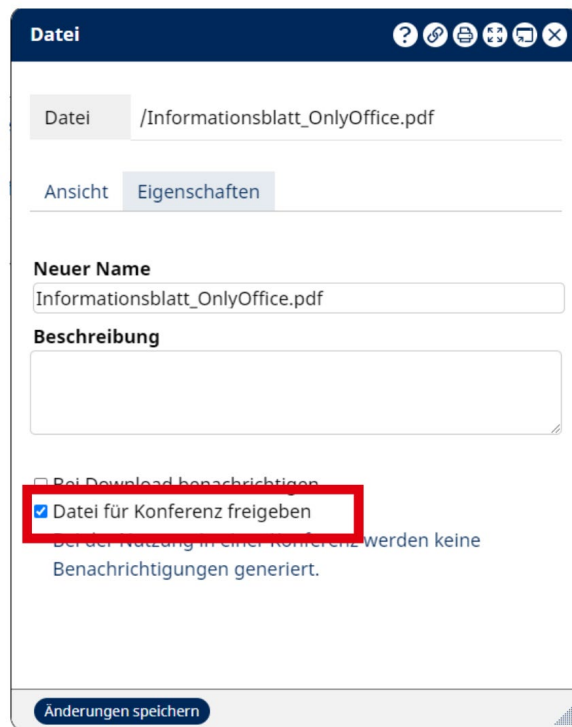 Datei
Datei /Informationsblatt_OnlyOffice.pdf
Ansicht Eigenschaften
Neuer Name
Informationsblatt_OnlyOffice.pdf
Beschreibung
Bei Download benachrichtigen
Datei für Konferenz freigeben
Bei der Nutzung in einer Konferenz werden keine
Benachrichtigungen generiert.
Änderungen speichern